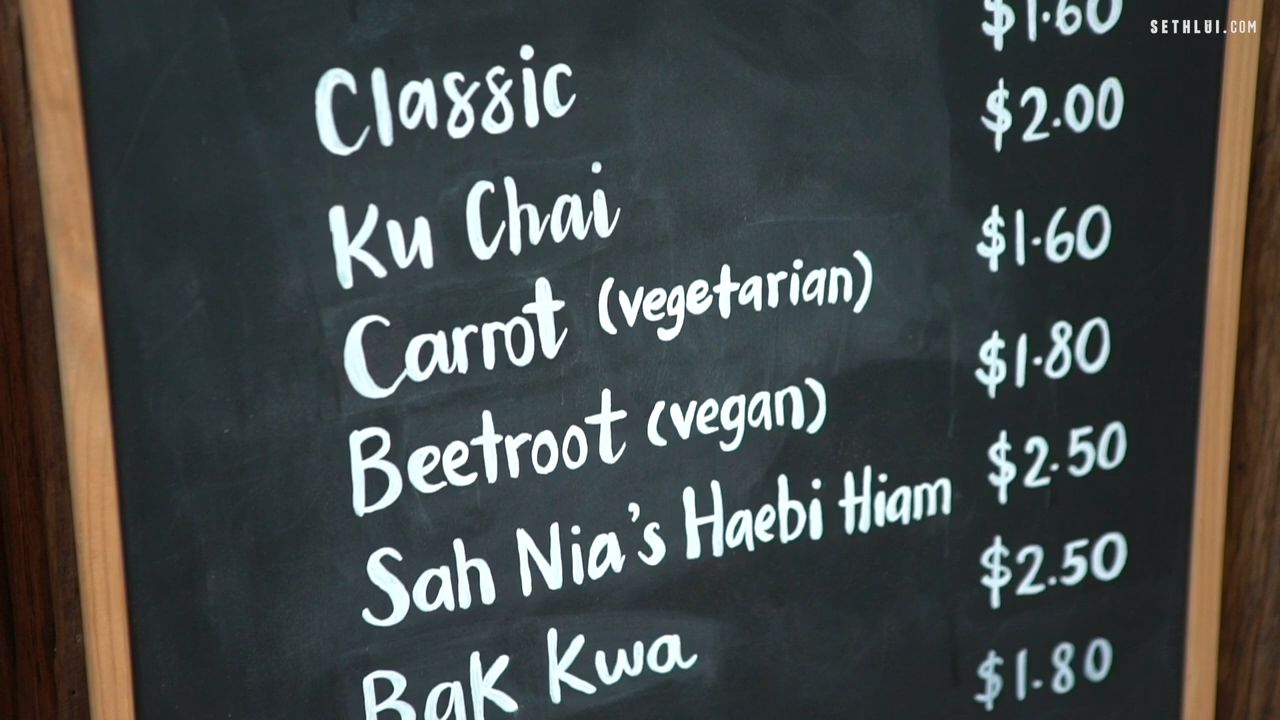 SETHLUI.COM
Classic $1.60
Ku Chai $2.00
Carrot (vegetarian) $1.60
Beetroot (vegan) $1.80
Sah Nia's Haebi Hiam $2.50
Bak Kwa $2.50
$1.80